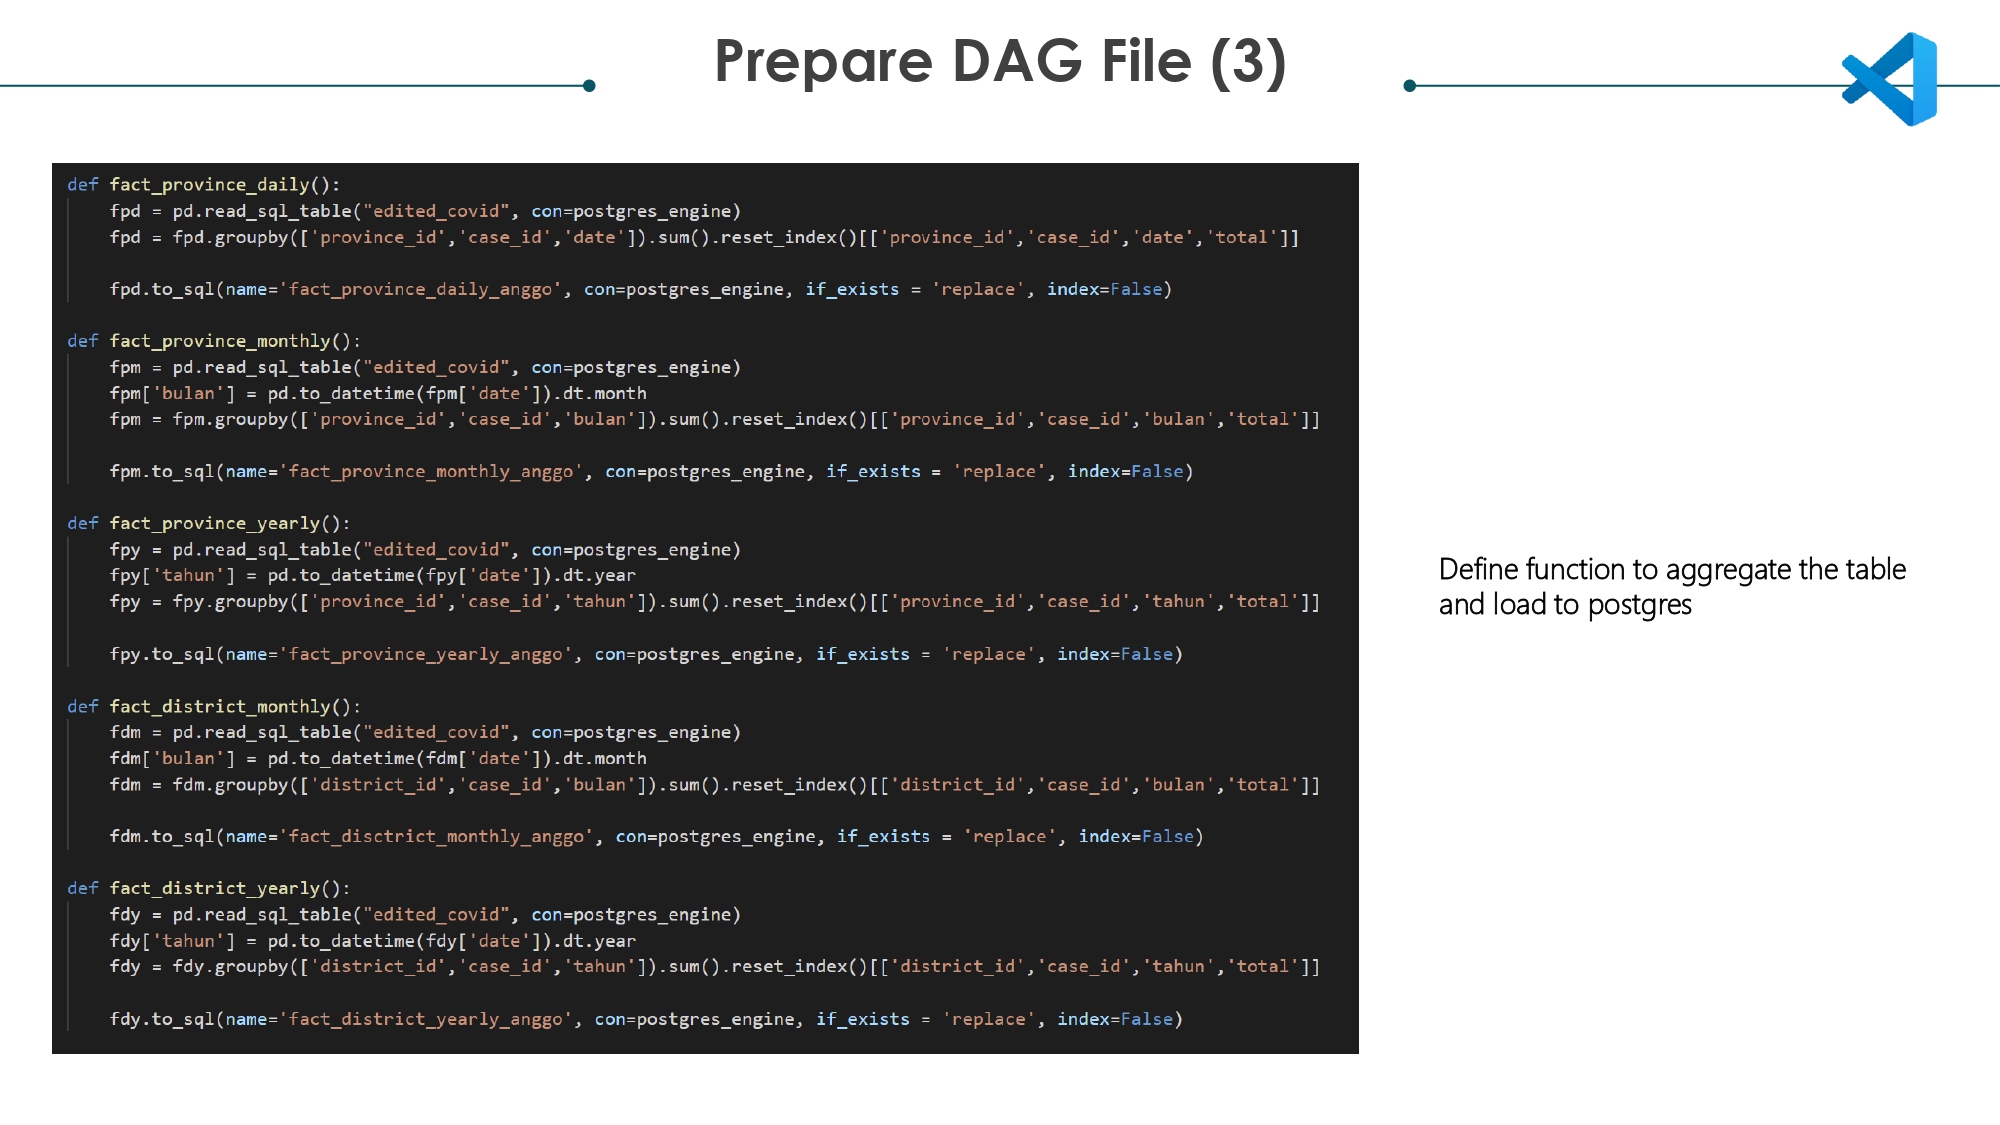 Prepare DAG File (3)
def fact_province_daily():
    fpd = pd.read_sql_table("edited_covid", con=postgres_engine)
    fpd = fpd.groupby(['province_id','case_id','date']).sum().reset_index()[['province_id','case_id','date','total']]
    fpd.to_sql(name='fact_province_daily_anggo', con=postgres_engine, if_exists = 'replace', index=False)
def fact_province_monthly():
    fpm = pd.read_sql_table("edited_covid", con=postgres_engine)
    fpm['bulan'] = pd.to_datetime(fpm['date']).dt.month
    fpm = fpm.groupby(['province_id','case_id','bulan']).sum().reset_index()[['province_id','case_id','bulan','total']]
    fpm.to_sql(name='fact_province_monthly_anggo', con=postgres_engine, if_exists = 'replace', index=False)
def fact_province_yearly():
    fpy = pd.read_sql_table("edited_covid", con=postgres_engine)
    fpy['tahun'] = pd.to_datetime(fpy['date']).dt.year
    fpy = fpy.groupby(['province_id','case_id','tahun']).sum().reset_index()[['province_id','case_id','tahun','total']]
    fpy.to_sql(name='fact_province_yearly_anggo', con=postgres_engine, if_exists = 'replace', index=False)
def fact_district_monthly():
    fdm = pd.read_sql_table("edited_covid", con=postgres_engine)
    fdm['bulan'] = pd.to_datetime(fdm['date']).dt.month
    fdm = fdm.groupby(['district_id','case_id','bulan']).sum().reset_index()[['district_id','case_id','bulan','total']]
    fdm.to_sql(name='fact_disctrict_monthly_anggo', con=postgres_engine, if_exists = 'replace', index=False)
def fact_district_yearly():
    fdy = pd.read_sql_table("edited_covid", con=postgres_engine)
    fdy['tahun'] = pd.to_datetime(fdy['date']).dt.year
    fdy = fdy.groupby(['district_id','case_id','tahun']).sum().reset_index()[['district_id','case_id','tahun','total']]
    fdy.to_sql(name='fact_district_yearly_anggo', con=postgres_engine, if_exists = 'replace', index=False)
Define function to aggregate the table
and load to postgres